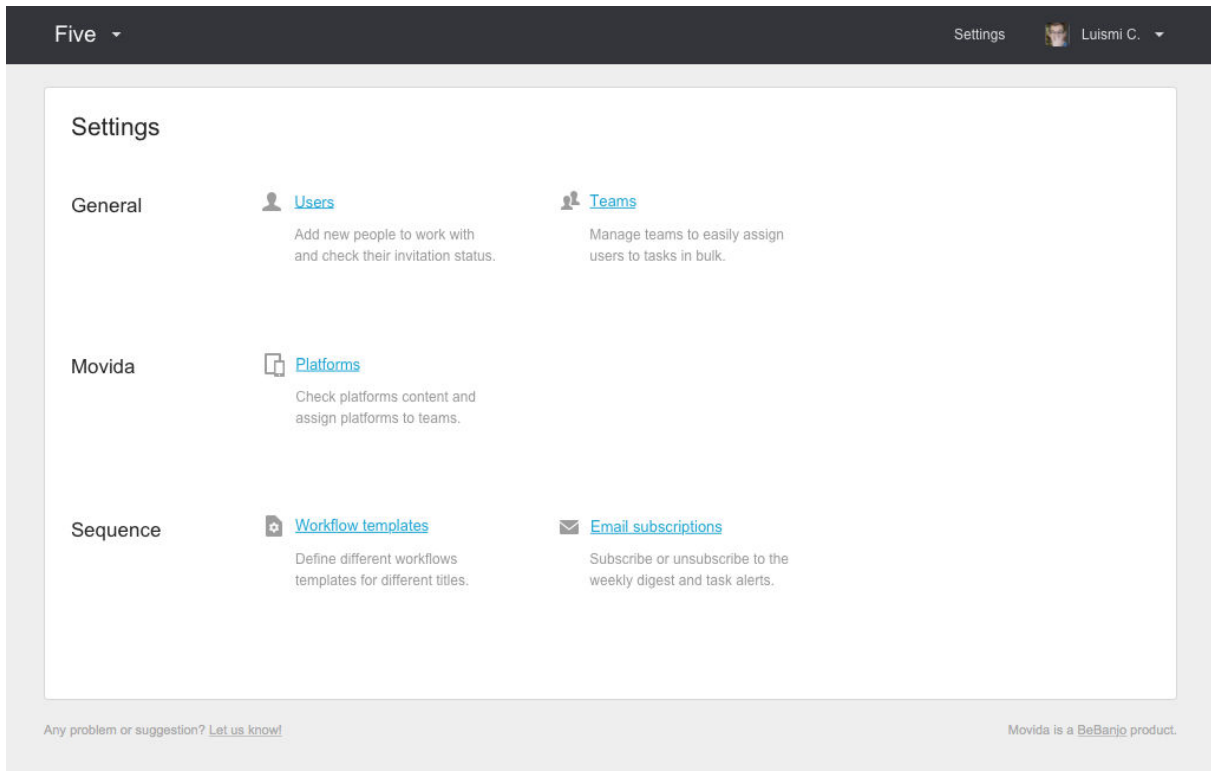 Five
Settings
Luismi C.
Settings
General
Users
Add new people to work with
and check their invitation status.
Teams
Manage teams to easily assign
users to tasks in bulk.
Movida
Platforms
Check platforms content and
assign platforms to teams.
Sequence
Workflow templates
Define different workflows
templates for different titles.
Email subscriptions
Subscribe or unsubscribe to the
weekly digest and task alerts.
Any problem or suggestion? Let us know!
Movida is a BeBanjo product.